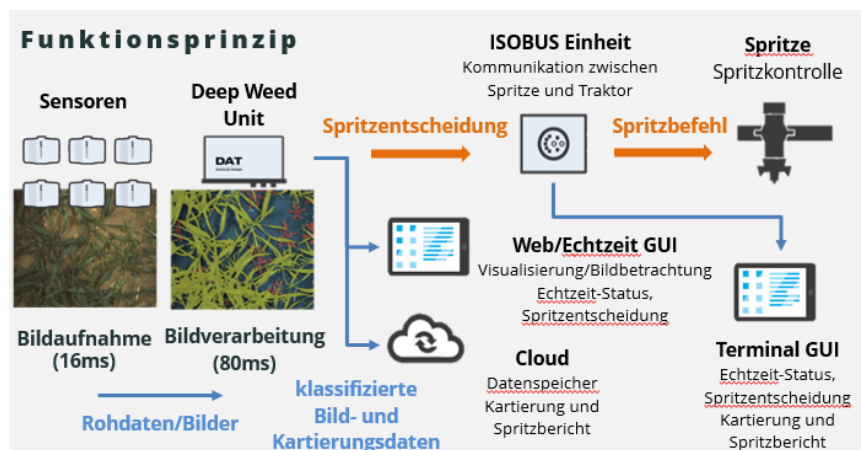 Funktionsprinzip
Sensoren
Deep Weed
Unit
DAT
Spritzentscheidung
ISOBUS Einheit
Kommunikation zwischen
Spritze und Traktor
Spritzbefehl
Spritze
Spritzkontrolle
Bildaufnahme
(16ms)
Bildverarbeitung
(80ms)
Rohdaten/Bilder
klassifizierte
Bild- und
Kartierungsdaten
Web/Echtzeit GUI
Visualisierung/Bildbetrachtung
Echtzeit-Status,
Spritzentscheidung
Cloud
Datenspeicher
Kartierung und
Spritzbericht
Terminal GUI
Echtzeit-Status,
Spritzentscheidung
Kartierung und
Spritzbericht